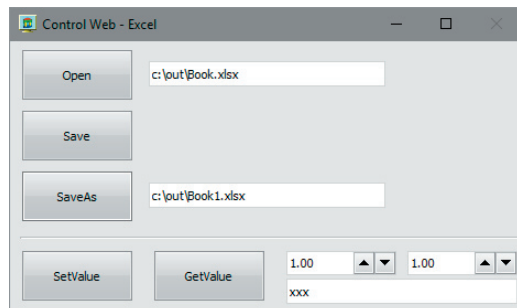 Control Web - Excel
Open c:\out\Book.xlsx
Save
SaveAs c:\out\Book1.xlsx
SetValue GetValue 1.00 1.00
xxx